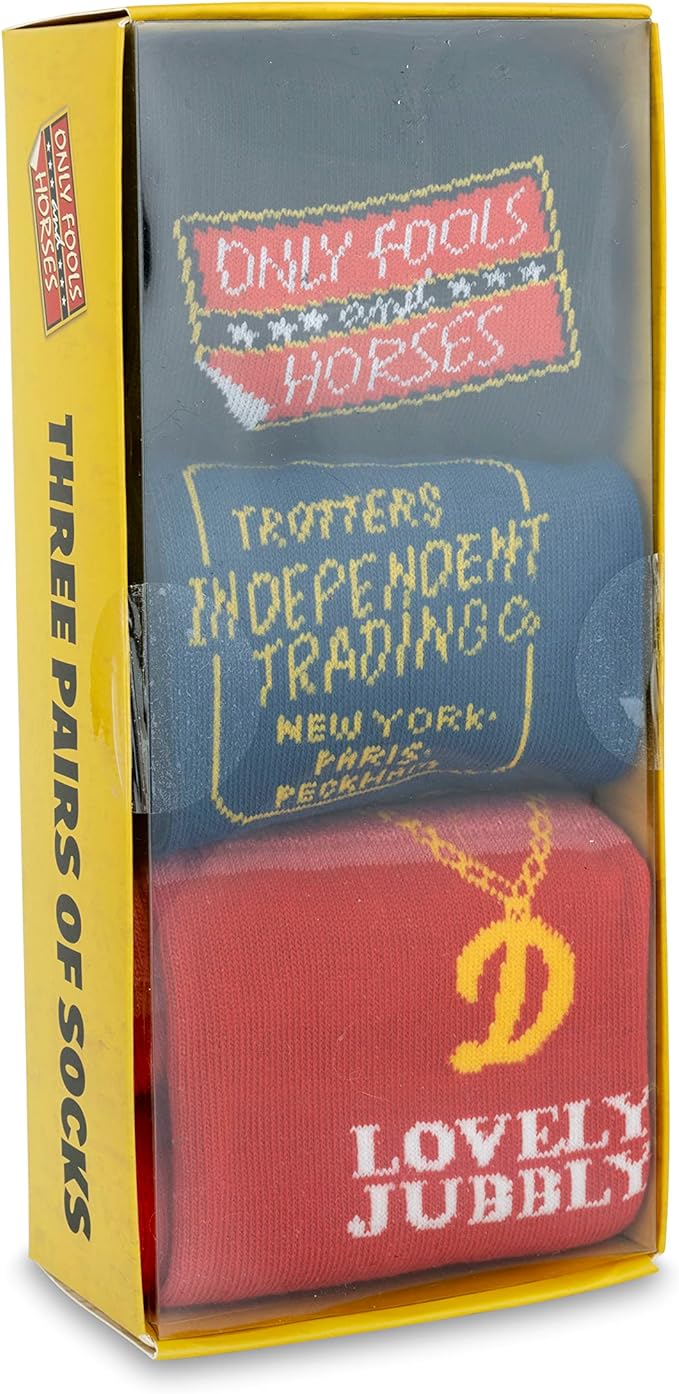 ONLY FOOLS
and
HORSES
THREE PAIRS OF SOCKS
ONLY FOOLS
and
HORSES
TROTTERS
INDEPENDENT
TRADING Co
NEW YORK·
PARIS·
PECKHAM
D
LOVELY
JUBBLY